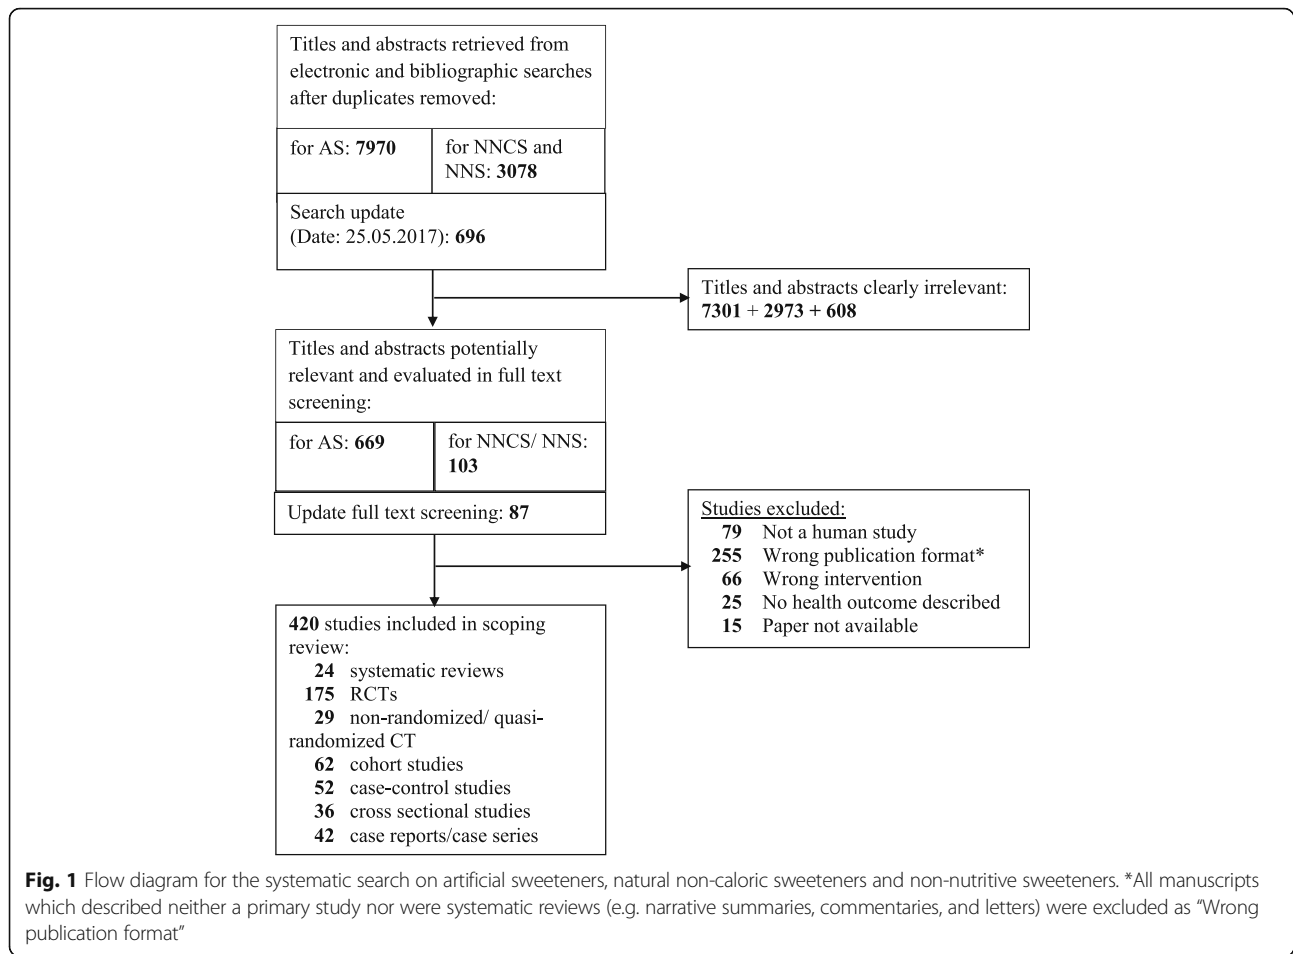 Titles and abstracts retrieved from
electronic and bibliographic searches
after duplicates removed:
for AS: 7970
for NNCS and
NNS: 3078
Search update
(Date: 25.05.2017): 696
Titles and abstracts clearly irrelevant:
7301 + 2973 + 608
Titles and abstracts potentially
relevant and evaluated in full text
screening:
for AS: 669
for NNCS/ NNS:
103
Update full text screening: 87
Studies excluded:
79 Not a human study
255 Wrong publication format*
66 Wrong intervention
25 No health outcome described
15 Paper not available
420 studies included in scoping
review:
24 systematic reviews
175 RCTs
29 non-randomized/ quasi-
randomized CT
62 cohort studies
52 case-control studies
36 cross sectional studies
42 case reports/case series
Fig. 1 Flow diagram for the systematic search on artificial sweeteners, natural non-caloric sweeteners and non-nutritive sweeteners. *All manuscripts
which described neither a primary study nor were systematic reviews (e.g. narrative summaries, commentaries, and letters) were excluded as “Wrong
publication format”